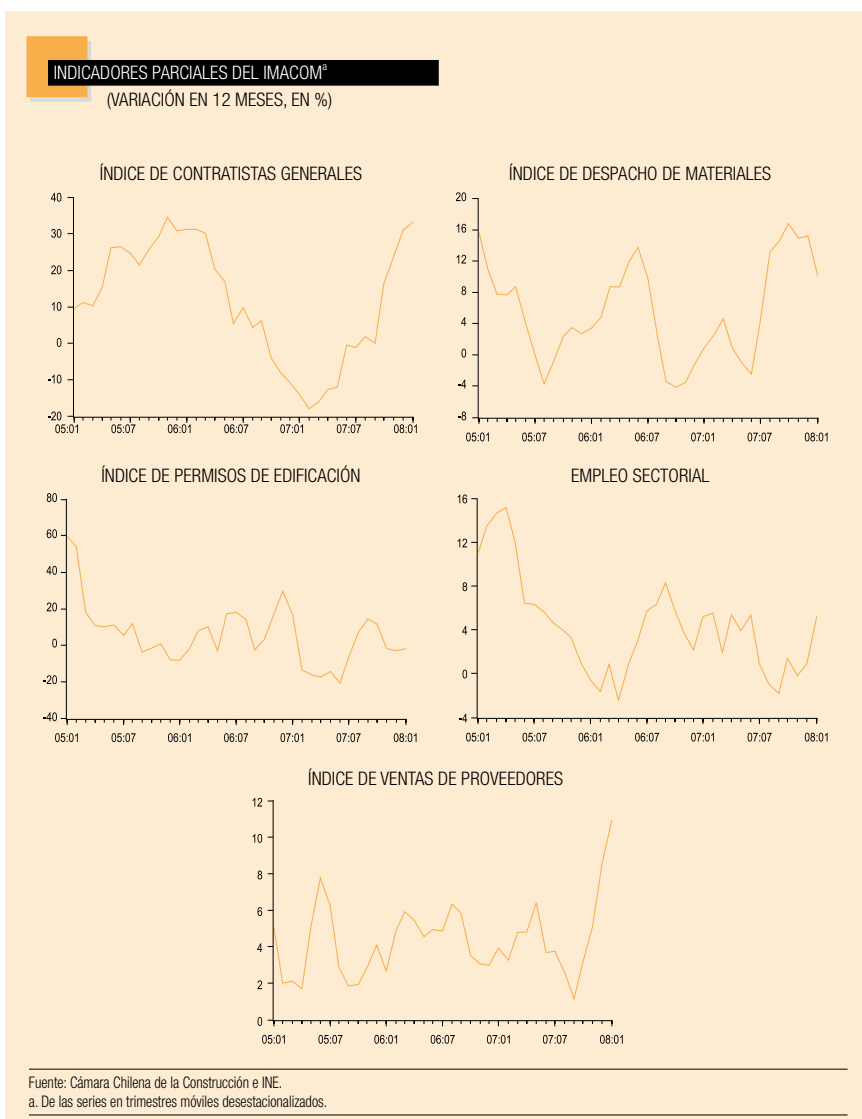 INDICADORES PARCIALES DEL IMACOMa
(VARIACIÓN EN 12 MESES, EN %)
ÍNDICE DE CONTRATISTAS GENERALES
40
30
20
10
0
-10
-20
05:01 05:07 06:01 06:07 07:01 07:07 08:01
ÍNDICE DE DESPACHO DE MATERIALES
20
16
12
8
4
0
-4
-8
05:01 05:07 06:01 06:07 07:01 07:07 08:01
ÍNDICE DE PERMISOS DE EDIFICACIÓN
80
60
40
20
0
-20
-40
05:01 05:07 06:01 06:07 07:01 07:07 08:01
EMPLEO SECTORIAL
16
12
8
4
0
-4
05:01 05:07 06:01 06:07 07:01 07:07 08:01
ÍNDICE DE VENTAS DE PROVEEDORES
12
10
8
6
4
2
0
05:01 05:07 06:01 06:07 07:01 07:07 08:01
Fuente: Cámara Chilena de la Construcción e INE.
a. De las series en trimestres móviles desestacionalizados.